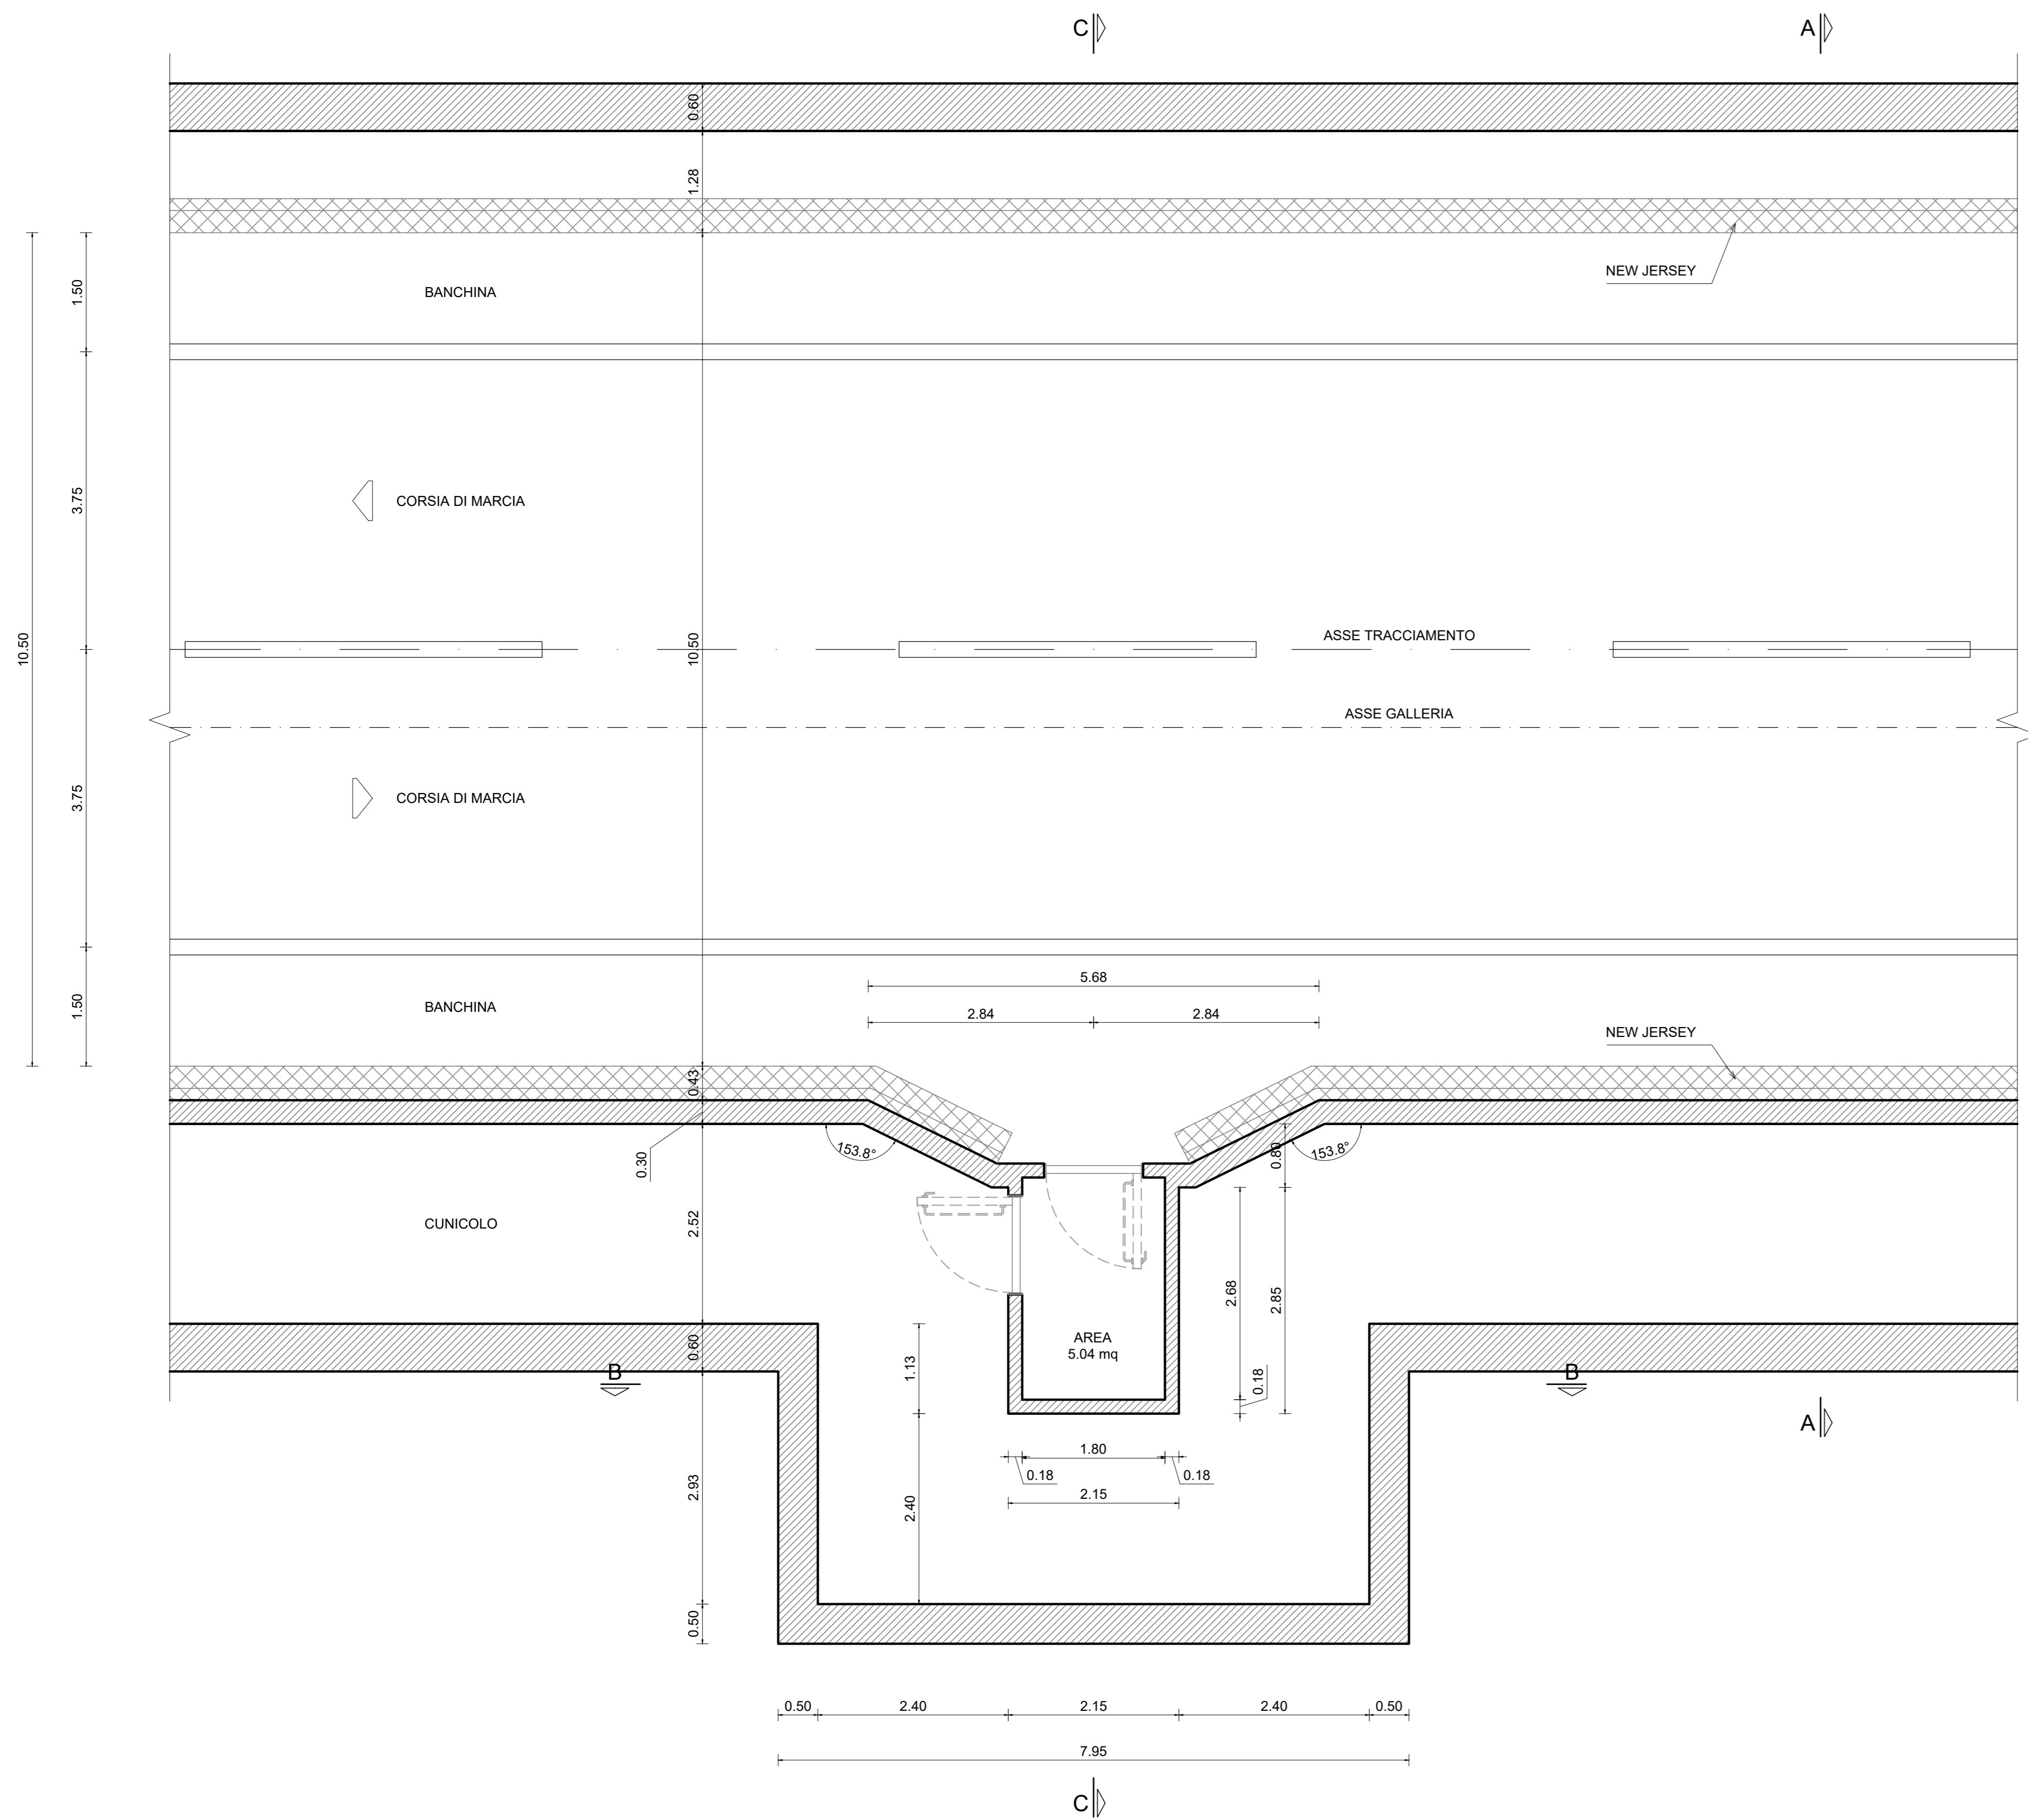 C
A
0.60
1.28
NEW JERSEY
BANCHINA
1.50
3.75
CORSIA DI MARCIA
10.50
10.50
ASSE TRACCIAMENTO
ASSE GALLERIA
3.75
CORSIA DI MARCIA
5.68
2.84
2.84
BANCHINA
1.50
NEW JERSEY
0.43
0.30
153.8°
153.8°
0.80
CUNICOLO
2.52
2.68
2.85
AREA
5.04 mq
0.60
1.13
0.18
B
B
A
1.80
0.18
0.18
2.15
2.93
2.40
0.50
0.50
2.40
2.15
2.40
0.50
7.95
C